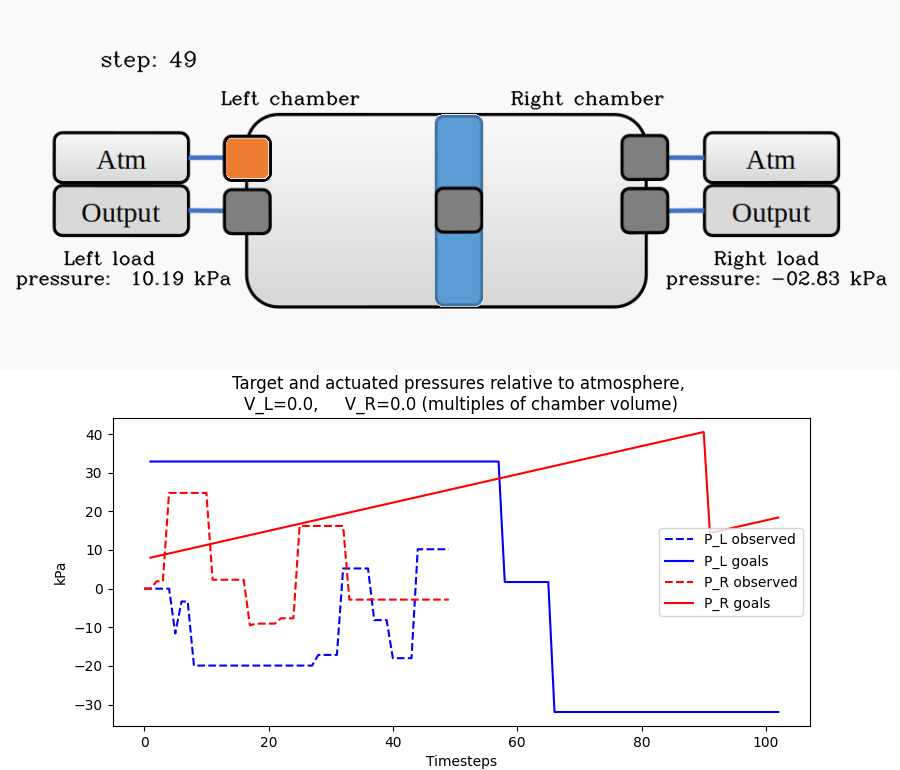 step: 49
Left chamber
Right chamber
Atm
Atm
Output
Output
Left load
pressure: 10.19 kPa
Right load
pressure: −02.83 kPa
Target and actuated pressures relative to atmosphere,
V_L=0.0, V_R=0.0 (multiples of chamber volume)
40
30
20
10
0
−10
−20
−30
kPa
P_L observed
P_L goals
P_R observed
P_R goals
0 20 40 60 80 100
Timesteps